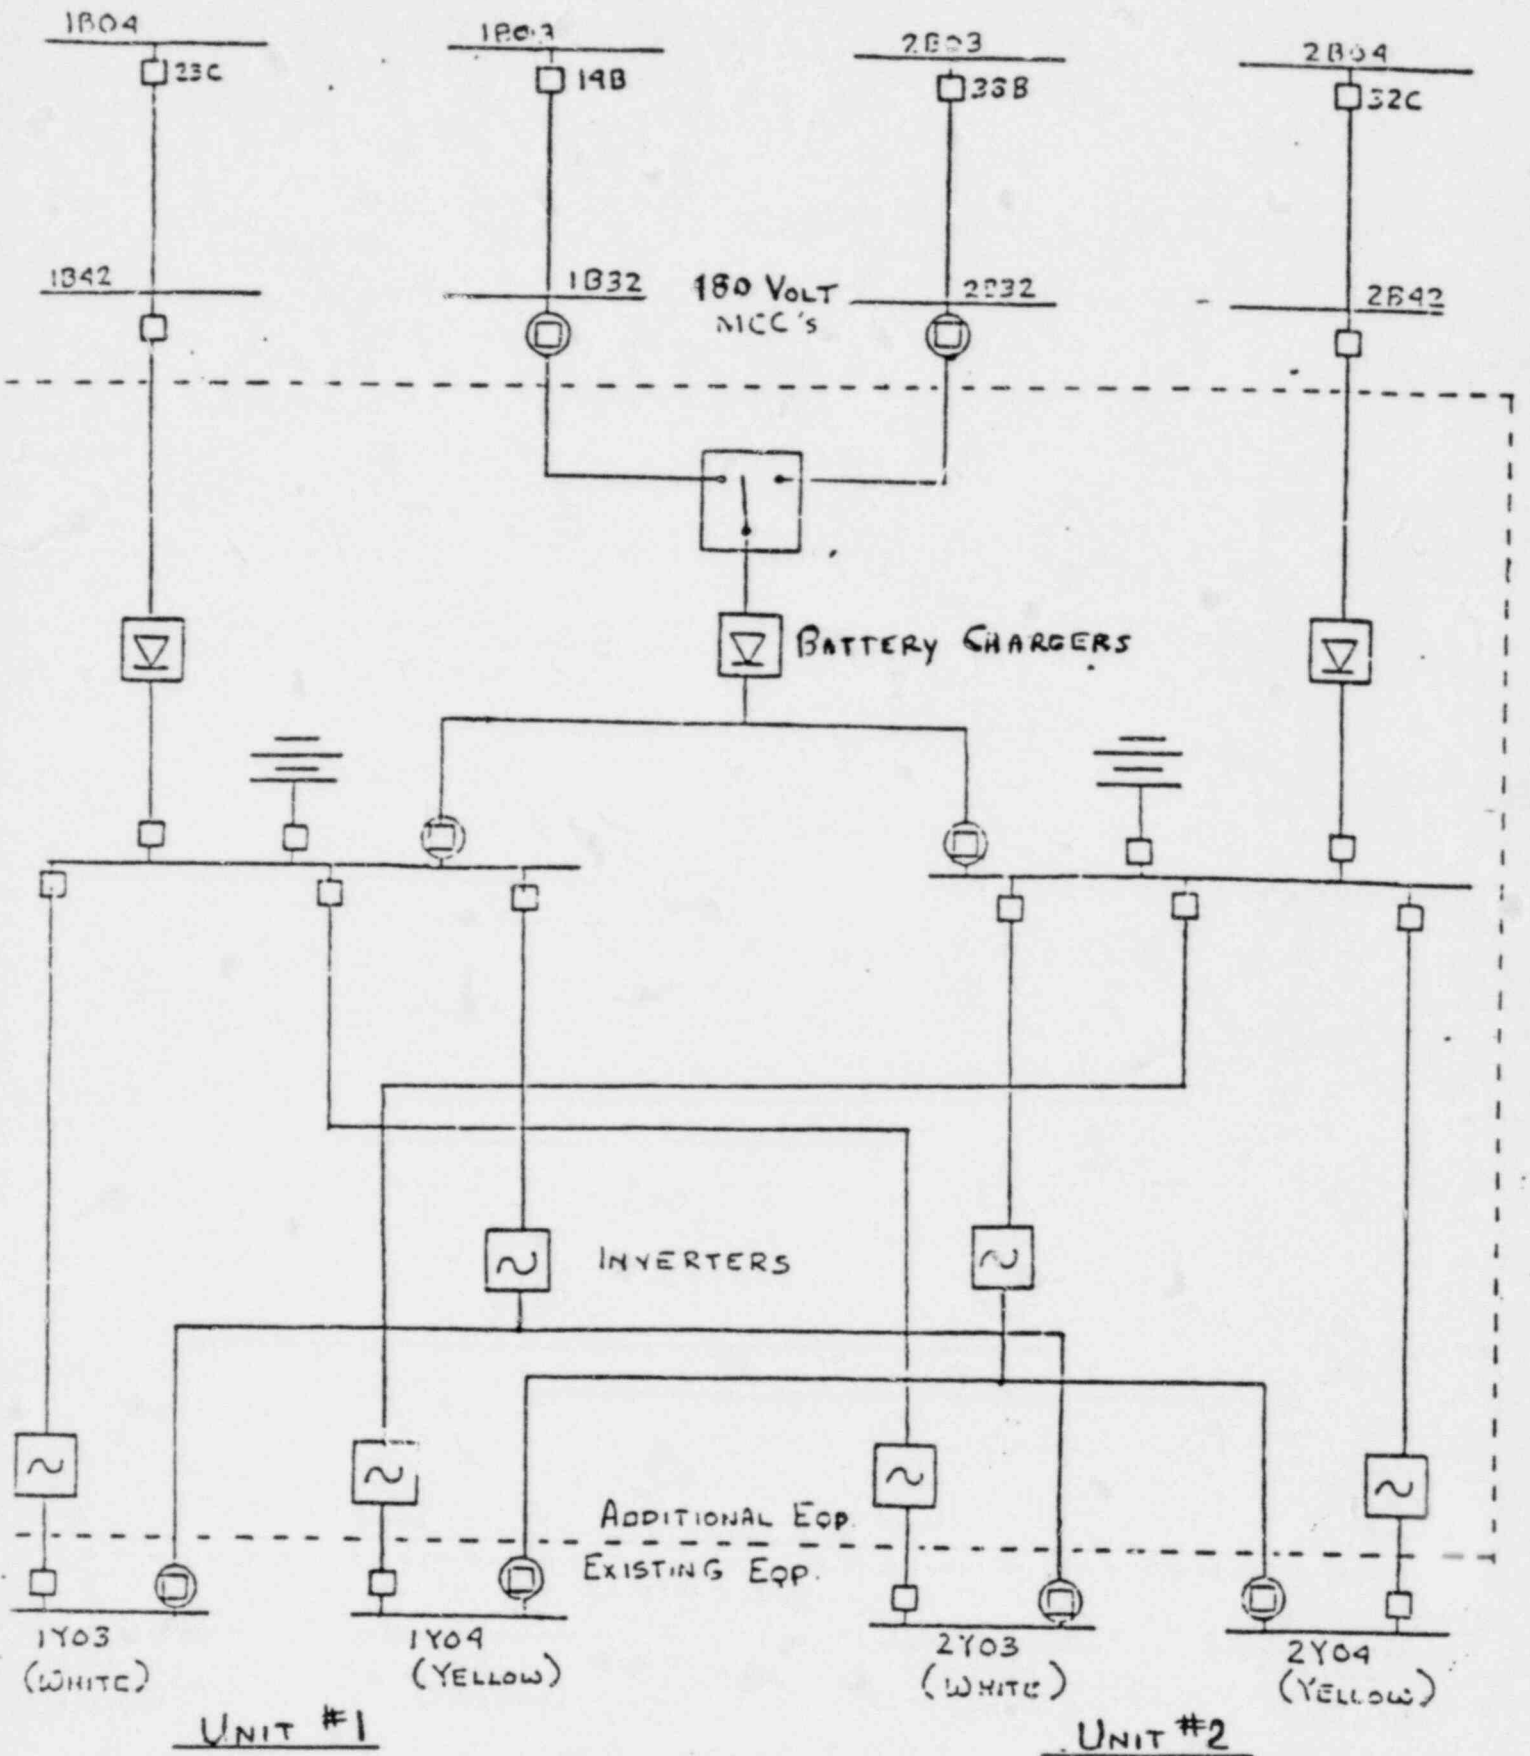 1B04
1B03
2B03
2B04
23C
14B
33B
32C
1B42
1B32
480 VOLT
MCC's
2B32
2B42
BATTERY CHARGERS
INVERTERS
ADDITIONAL EQP.
EXISTING EQP.
1Y03
(WHITE)
1Y04
(YELLOW)
2Y03
(WHITE)
2Y04
(YELLOW)
UNIT #1
UNIT #2